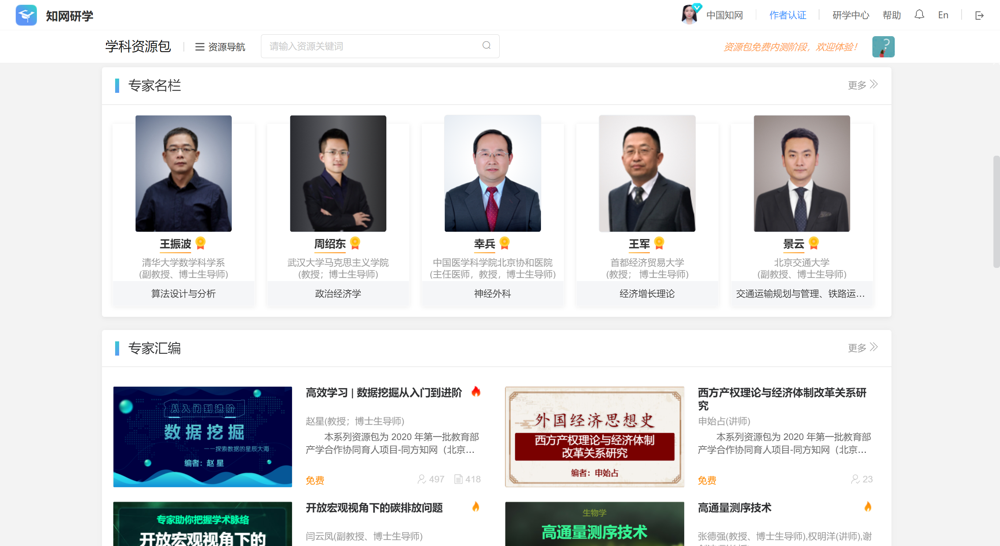 知网研学
中国知网
作者认证
研学中心
帮助
En
学科资源包
资源导航
请输入资源关键词
资源包免费内测阶段，欢迎体验！
专家名栏
更多
王振波
清华大学数学科学系
(副教授、博士生导师)
算法设计与分析
周绍东
武汉大学马克思主义学院
(教授；博士生导师)
政治经济学
幸兵
中国医学科学院北京协和医院
(主任医师，教授，博士生导师)
神经外科
王军
首都经济贸易大学
(教授； 博士生导师)
经济增长理论
景云
北京交通大学
(副教授、博士生导师)
交通运输规划与管理、铁路运...
专家汇编
更多
从入门到进阶
数据挖掘
——探索数据的星辰大海
编者：赵 星
高效学习 | 数据挖掘从入门到进阶
赵星(教授；博士生导师)
本系列资源包为 2020 年第一批教育部
产学合作协同育人项目-同方知网（北京...
免费
497
418
外国经济思想史
西方产权理论与经济体制
改革关系研究
编者：申始占
西方产权理论与经济体制改革关系研
究
申始占(讲师)
本系列资源包为 2020 年第一批教育部
产学合作协同育人项目-同方知网（北京...
免费
23
专家助你把握学术脉络
开放宏观视角下的
开放宏观视角下的碳排放问题
闫云凤(副教授、博士生导师)
生物学
高通量测序技术
高通量测序技术
张德强(教授、博士生导师),权明洋(讲师),谢